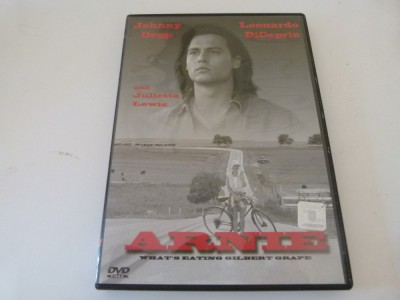 Johnny
Depp
Leonardo
DiCaprio
and
Juliette
Lewis
ARNIE
WHAT'S EATING GILBERT GRAPE
DVD